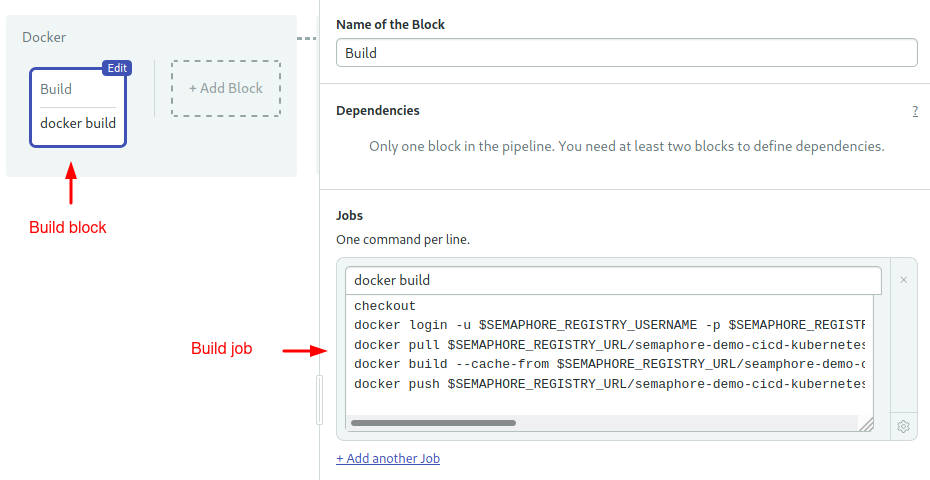 Docker
Edit
Build
docker build
+ Add Block
Build block
Name of the Block
Build
Dependencies
?
Only one block in the pipeline. You need at least two blocks to define dependencies.
Jobs
One command per line.
Build job
docker build
×
checkout
docker login -u $SEMAPHORE_REGISTRY_USERNAME -p $SEMAPHORE_REGISTR
docker pull $SEMAPHORE_REGISTRY_URL/semaphore-demo-cicd-kubernetes
docker build --cache-from $SEMAPHORE_REGISTRY_URL/seamphore-demo-c
docker push $SEMAPHORE_REGISTRY_URL/semaphore-demo-cicd-kubernetes
+ Add another Job